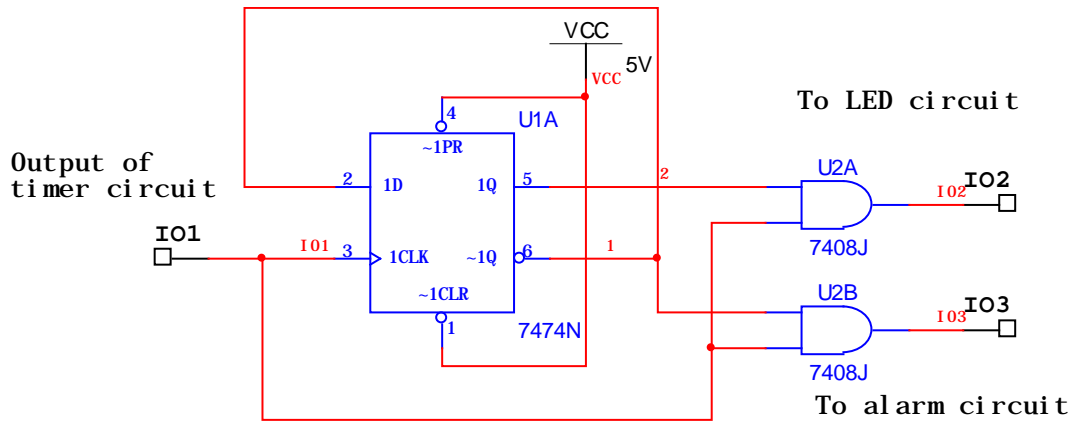 VCC
5V
VCC
To LED circuit
4
U1A
~1PR
Output of
timer circuit
2
1D
1Q
5
2
U2A
IO2
IO2
7408J
IO1
IO1
3
1CLK
~1Q
6
1
~1CLR
1
7474N
U2B
IO3
IO3
7408J
To alarm circuit